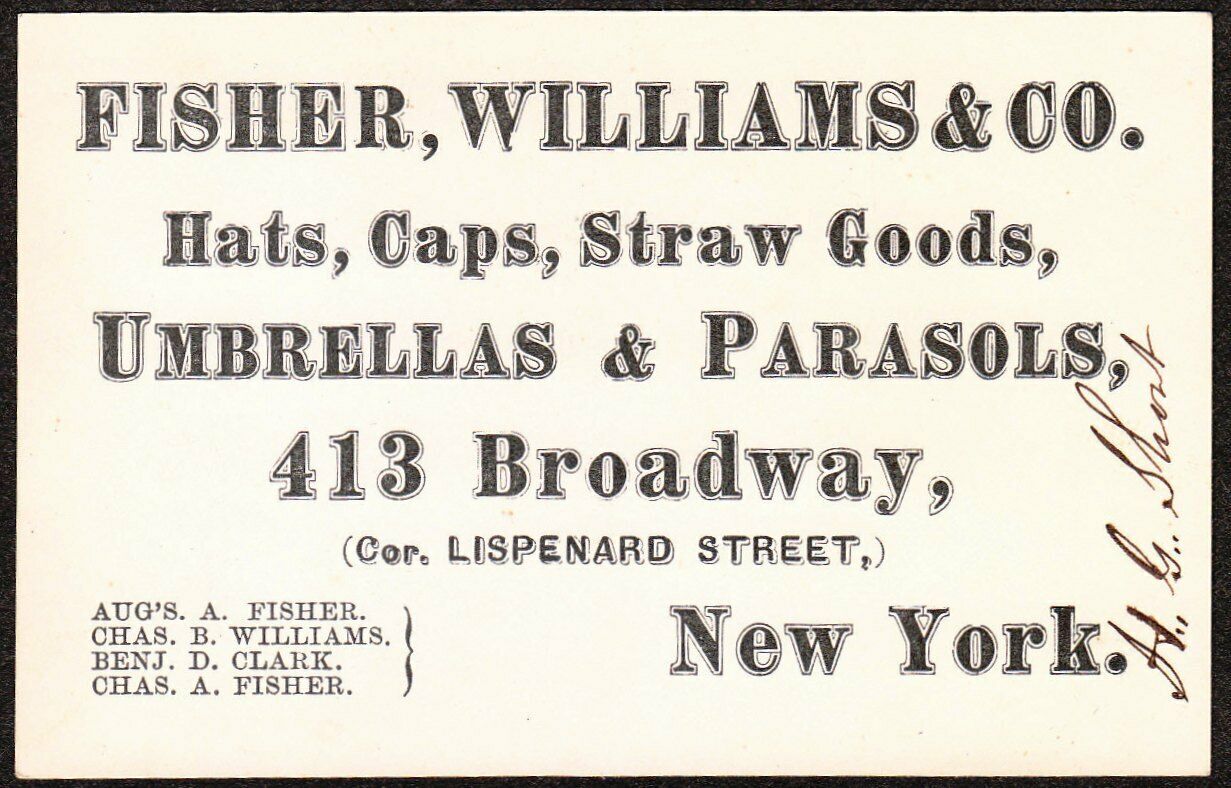 FISHER, WILLIAMS & CO.
Hats, Caps, Straw Goods,
UMBRELLAS & PARASOLS,
413 Broadway,
(Cor. LISPENARD STREET,)
New York.
AUG'S. A. FISHER.
CHAS. B. WILLIAMS.
BENJ. D. CLARK.
CHAS. A. FISHER.
H. G. Short